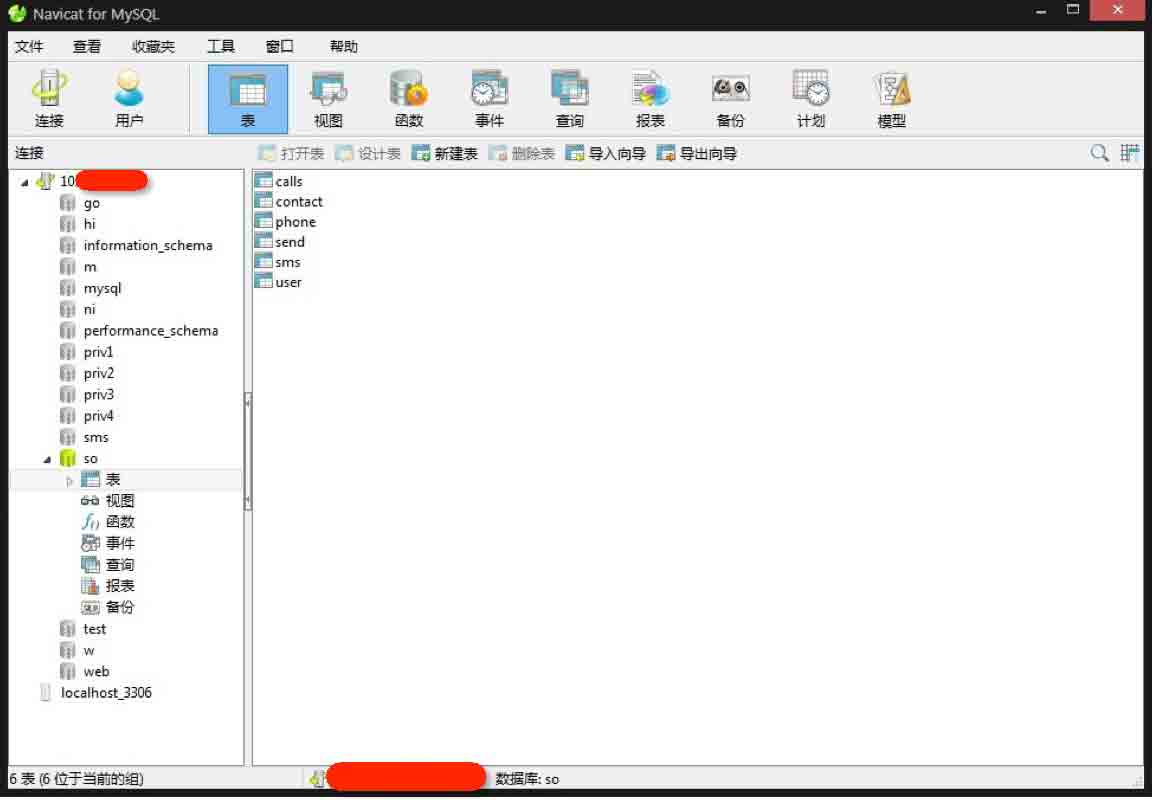 Navicat for MySQL
文件 查看 收藏夹 工具 窗口 帮助
连接 用户 表 视图 函数 事件 查询 报表 备份 计划 模型
连接 打开表 设计表 新建表 删除表 导入向导 导出向导
10
go
hi
information_schema
m
mysql
ni
performance_schema
priv1
priv2
priv3
priv4
sms
so
表
视图
函数
事件
查询
报表
备份
test
w
web
localhost_3306
calls
contact
phone
send
sms
user
6 表 (6 位于当前的组) 数据库: so